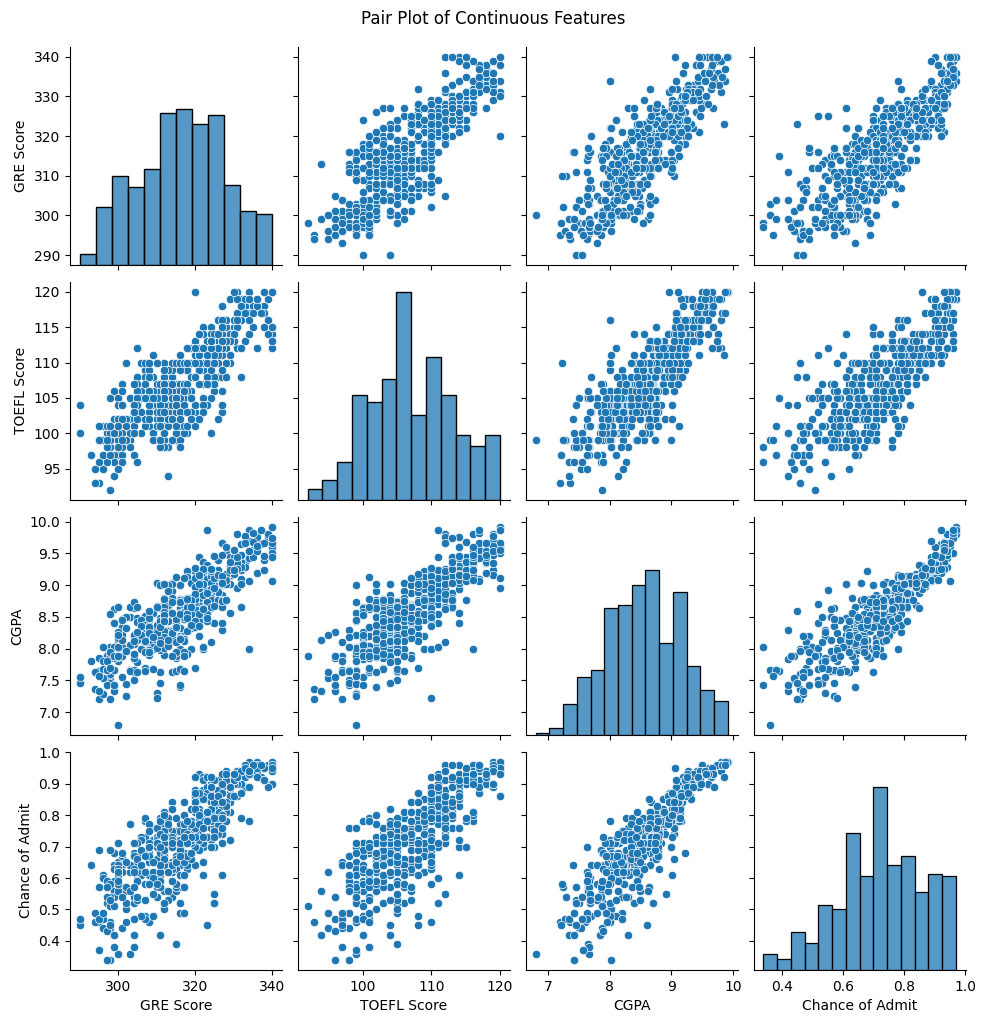 Pair Plot of Continuous Features
340
330
320
310
300
290
GRE Score
120
115
110
105
100
95
TOEFL Score
10.0
9.5
9.0
8.5
8.0
7.5
7.0
CGPA
1.0
0.9
0.8
0.7
0.6
0.5
0.4
Chance of Admit
300 320 340
100 110 120
7 8 9 10
0.4 0.6 0.8 1.0
GRE Score
TOEFL Score
CGPA
Chance of Admit